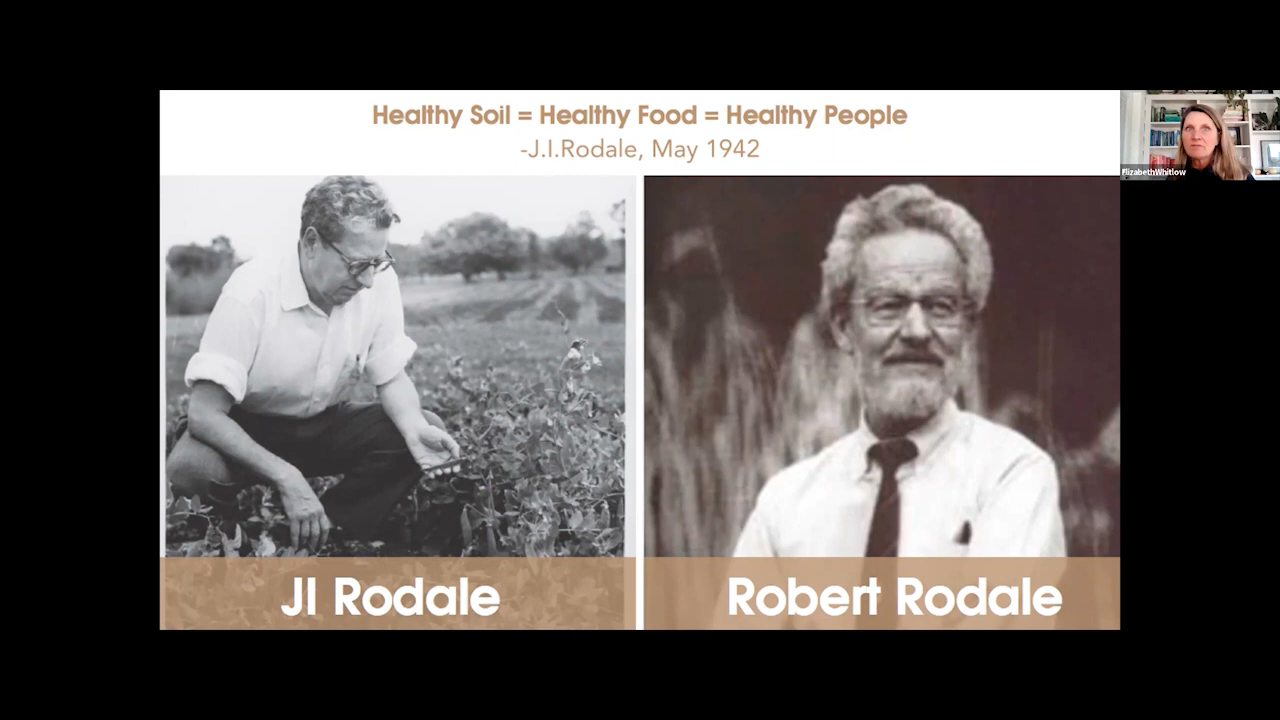 Healthy Soil = Healthy Food = Healthy People
-J.I.Rodale, May 1942
ElizabethWhitlow
JI Rodale
Robert Rodale